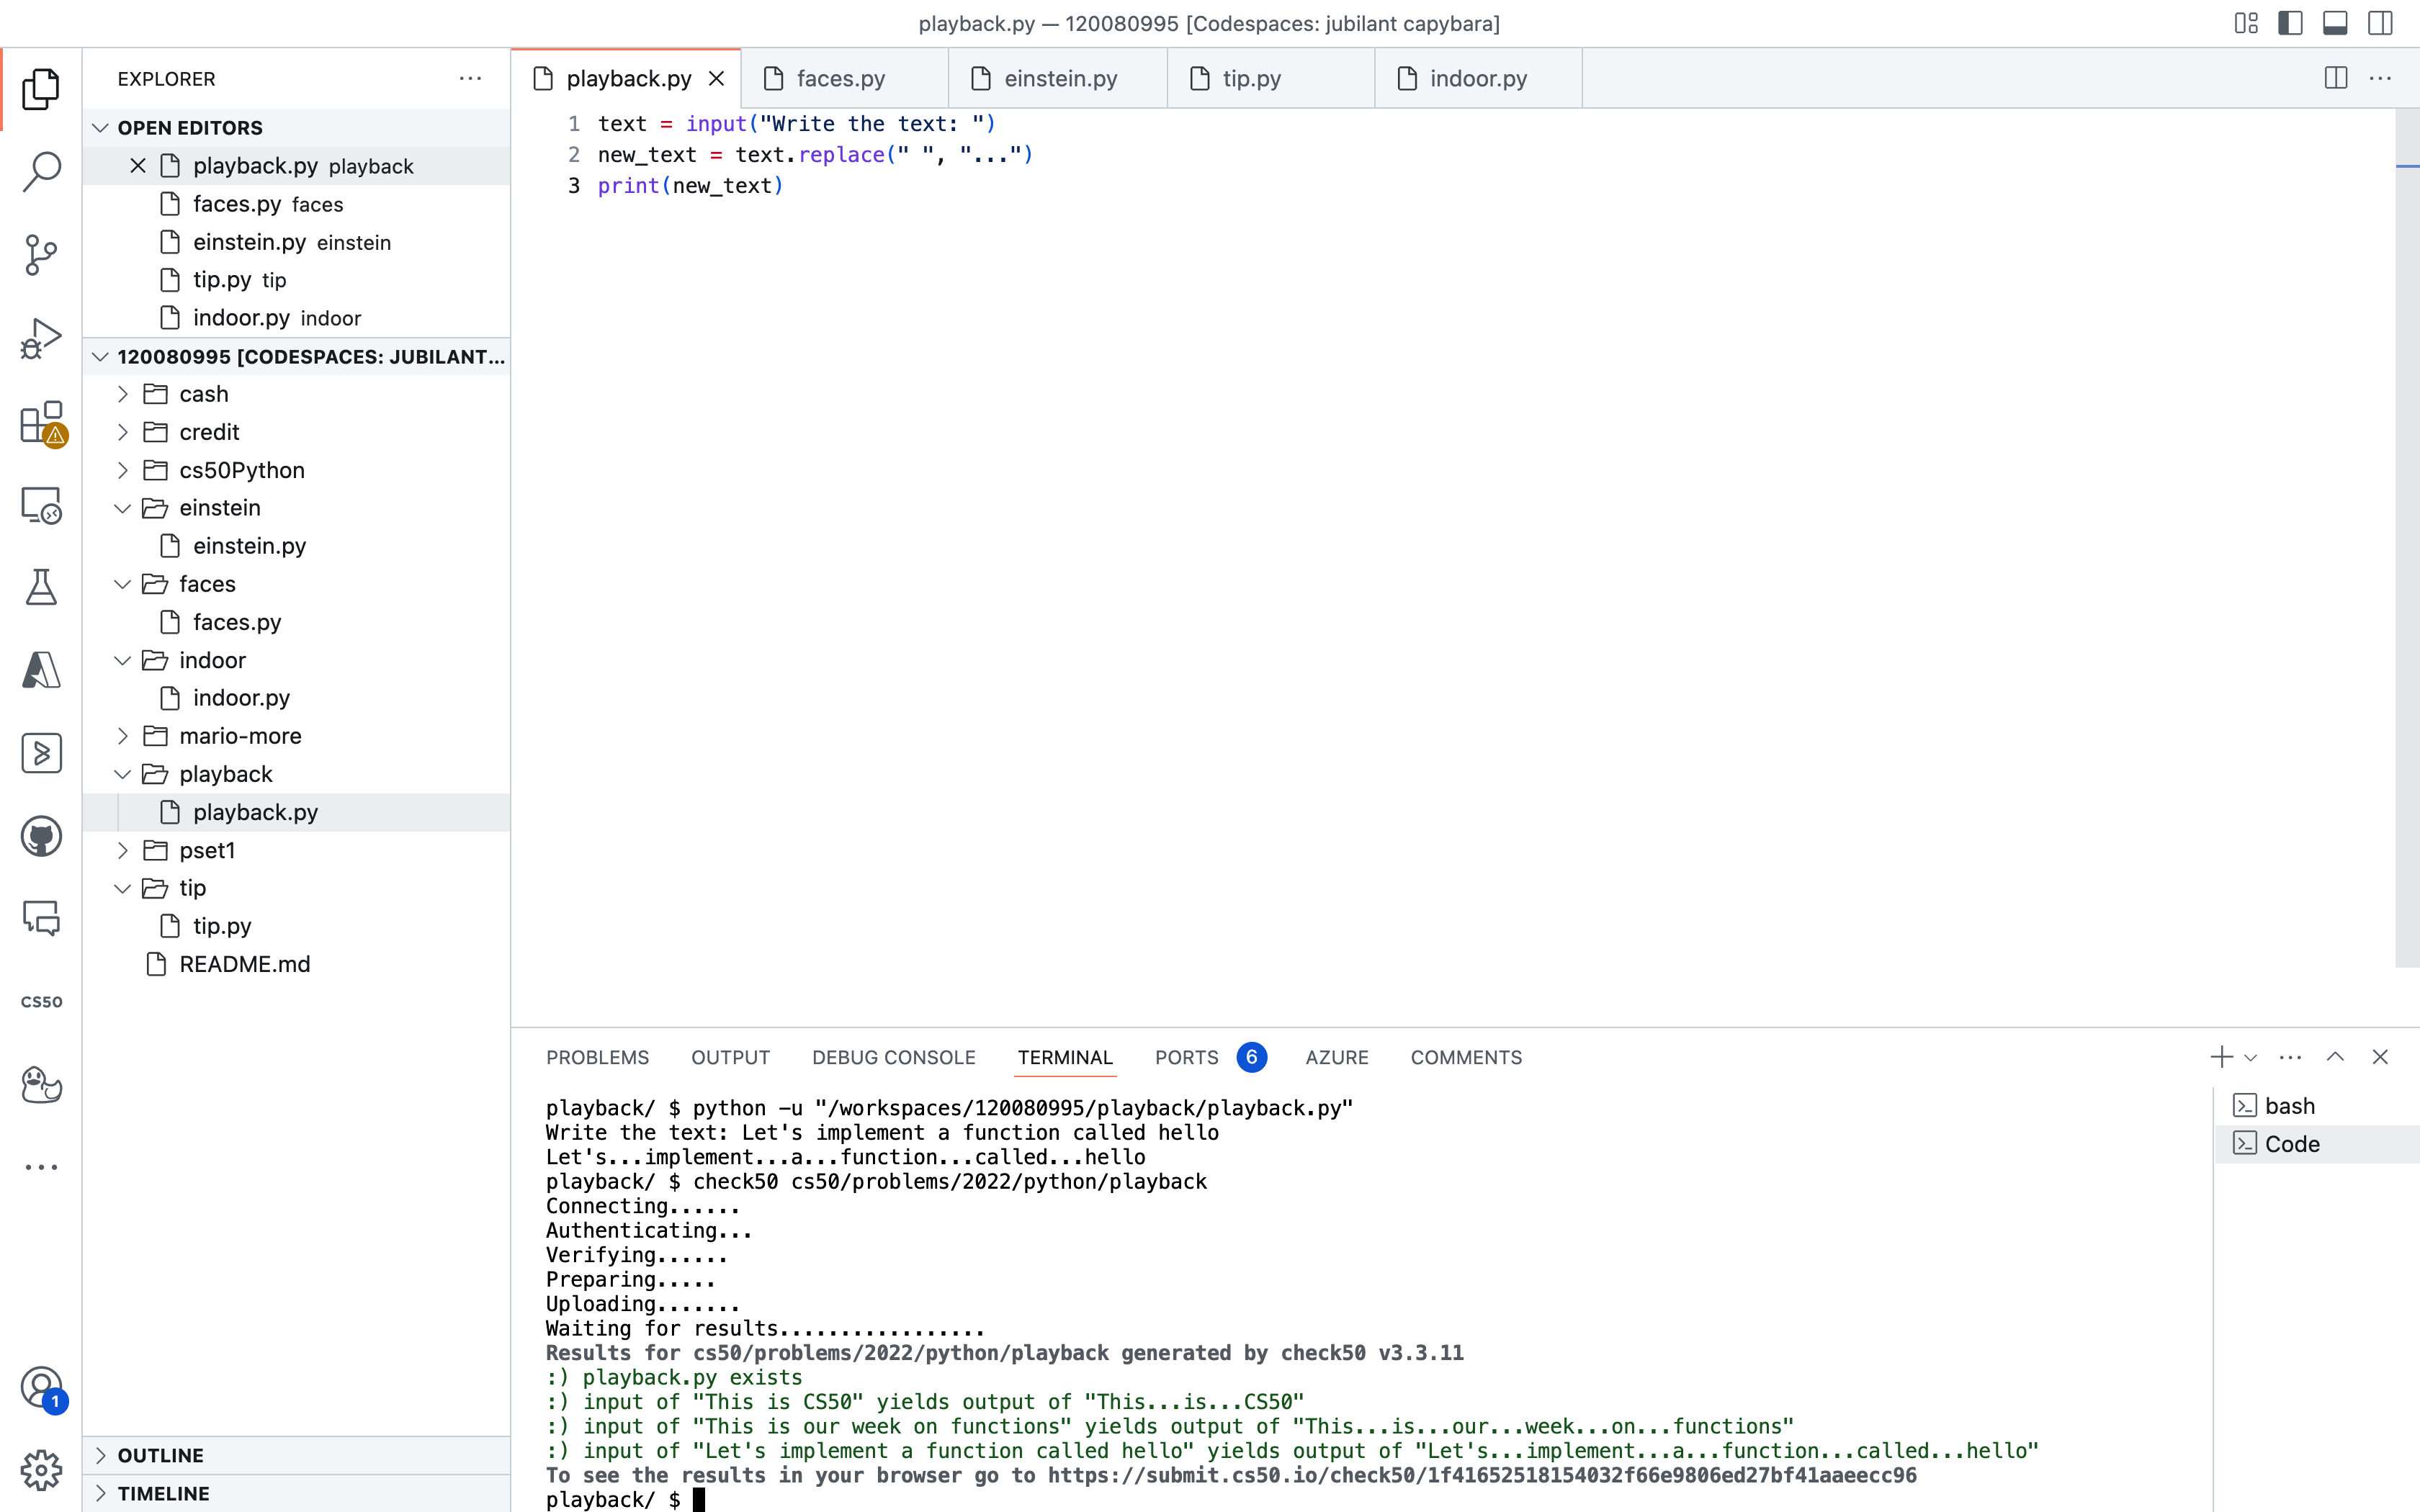 playback.py — 120080995 [Codespaces: jubilant capybara]
EXPLORER
OPEN EDITORS
playback.py playback
faces.py faces
einstein.py einstein
tip.py tip
indoor.py indoor
120080995 [CODESPACES: JUBILANT...
cash
credit
cs50Python
einstein
einstein.py
faces
faces.py
indoor
indoor.py
mario-more
playback
playback.py
pset1
tip
tip.py
README.md
OUTLINE
TIMELINE
CS50
1
playback.py faces.py einstein.py tip.py indoor.py
1 text = input("Write the text: ")
2 new_text = text.replace(" ", "...")
3 print(new_text)
PROBLEMS OUTPUT DEBUG CONSOLE TERMINAL PORTS 6 AZURE COMMENTS
playback/ $ python -u "/workspaces/120080995/playback/playback.py"
Write the text: Let's implement a function called hello
Let's...implement...a...function...called...hello
playback/ $ check50 cs50/problems/2022/python/playback
Connecting......
Authenticating...
Verifying......
Preparing.....
Uploading.......
Waiting for results.................
Results for cs50/problems/2022/python/playback generated by check50 v3.3.11
:) playback.py exists
:) input of "This is CS50" yields output of "This...is...CS50"
:) input of "This is our week on functions" yields output of "This...is...our...week...on...functions"
:) input of "Let's implement a function called hello" yields output of "Let's...implement...a...function...called...hello"
To see the results in your browser go to https://submit.cs50.io/check50/1f41652518154032f66e9806ed27bf41aaeecc96
playback/ $
bash
Code